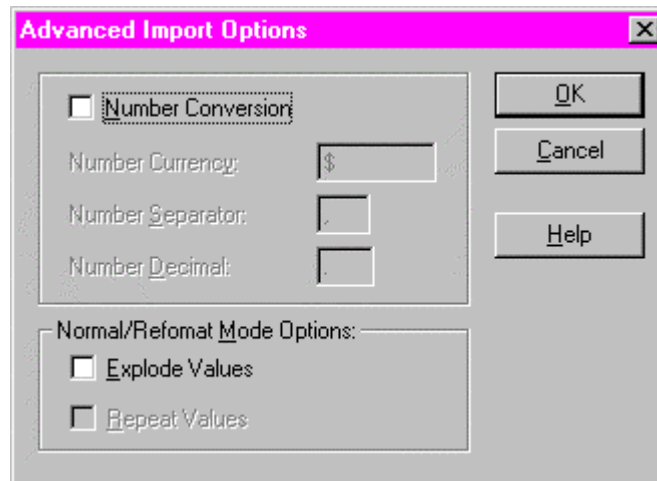 Advanced Import Options
Number Conversion
Number Currency: $
Number Separator: ,
Number Decimal: .
Normal/Refomat Mode Options:
Explode Values
Repeat Values
OK
Cancel
Help